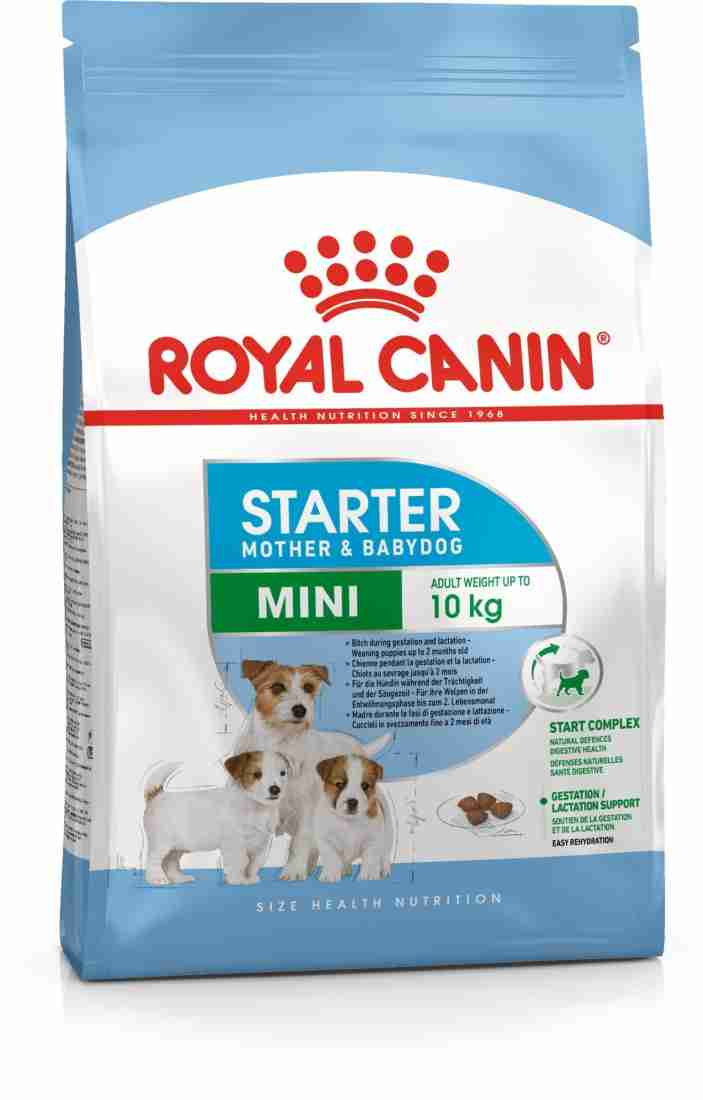 ROYAL CANIN®
HEALTH NUTRITION SINCE 1968
STARTER
MOTHER & BABYDOG
MINI
ADULT WEIGHT UP TO
10 kg
• Bitch during gestation and lactation -
Weaning puppies up to 2 months old
• Chienne pendant la gestation et la lactation -
Chiots au sevrage jusqu'à 2 mois
• Für die Hündin während der Trächtigkeit
und der Säugezeit - Für ihre Welpen in der
Entwöhnungsphase bis zum 2. Lebensmonat
• Madre durante le fasi di gestazione e lattazione -
Cuccioli in svezzamento fino a 2 mesi di età
START COMPLEX
NATURAL DEFENCES
DIGESTIVE HEALTH
DÉFENSES NATURELLES
SANTÉ DIGESTIVE
• GESTATION /
LACTATION SUPPORT
SOUTIEN DE LA GESTATION
ET DE LA LACTATION
EASY REHYDRATION
SIZE HEALTH NUTRITION